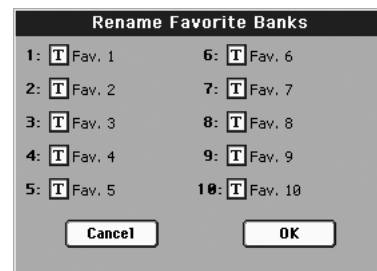 Rename Favorite Banks
1: T Fav. 1
2: T Fav. 2
3: T Fav. 3
4: T Fav. 4
5: T Fav. 5
6: T Fav. 6
7: T Fav. 7
8: T Fav. 8
9: T Fav. 9
10: T Fav. 10
Cancel
OK